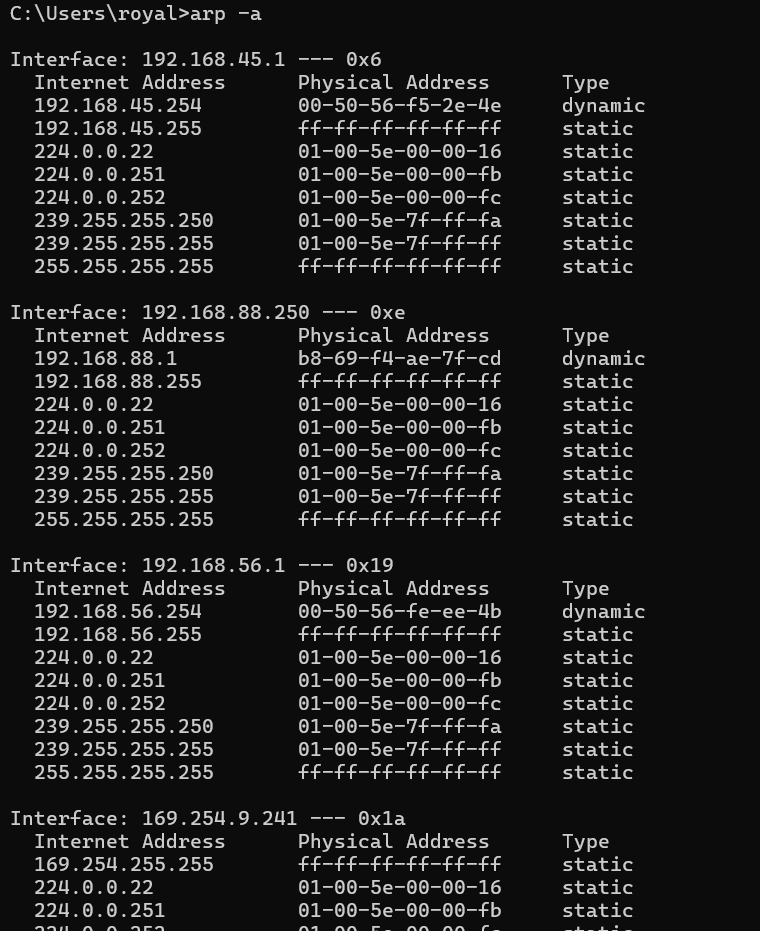 C:\Users\royal>arp -a
Interface: 192.168.45.1 --- 0x6
Internet Address Physical Address Type
192.168.45.254 00-50-56-f5-2e-4e dynamic
192.168.45.255 ff-ff-ff-ff-ff-ff static
224.0.0.22 01-00-5e-00-00-16 static
224.0.0.251 01-00-5e-00-00-fb static
224.0.0.252 01-00-5e-00-00-fc static
239.255.255.250 01-00-5e-7f-ff-fa static
239.255.255.255 01-00-5e-7f-ff-ff static
255.255.255.255 ff-ff-ff-ff-ff-ff static
Interface: 192.168.88.250 --- 0xe
Internet Address Physical Address Type
192.168.88.1 b8-69-f4-ae-7f-cd dynamic
192.168.88.255 ff-ff-ff-ff-ff-ff static
224.0.0.22 01-00-5e-00-00-16 static
224.0.0.251 01-00-5e-00-00-fb static
224.0.0.252 01-00-5e-00-00-fc static
239.255.255.250 01-00-5e-7f-ff-fa static
239.255.255.255 01-00-5e-7f-ff-ff static
255.255.255.255 ff-ff-ff-ff-ff-ff static
Interface: 192.168.56.1 --- 0x19
Internet Address Physical Address Type
192.168.56.254 00-50-56-fe-ee-4b dynamic
192.168.56.255 ff-ff-ff-ff-ff-ff static
224.0.0.22 01-00-5e-00-00-16 static
224.0.0.251 01-00-5e-00-00-fb static
224.0.0.252 01-00-5e-00-00-fc static
239.255.255.250 01-00-5e-7f-ff-fa static
239.255.255.255 01-00-5e-7f-ff-ff static
255.255.255.255 ff-ff-ff-ff-ff-ff static
Interface: 169.254.9.241 --- 0x1a
Internet Address Physical Address Type
169.254.255.255 ff-ff-ff-ff-ff-ff static
224.0.0.22 01-00-5e-00-00-16 static
224.0.0.251 01-00-5e-00-00-fb static